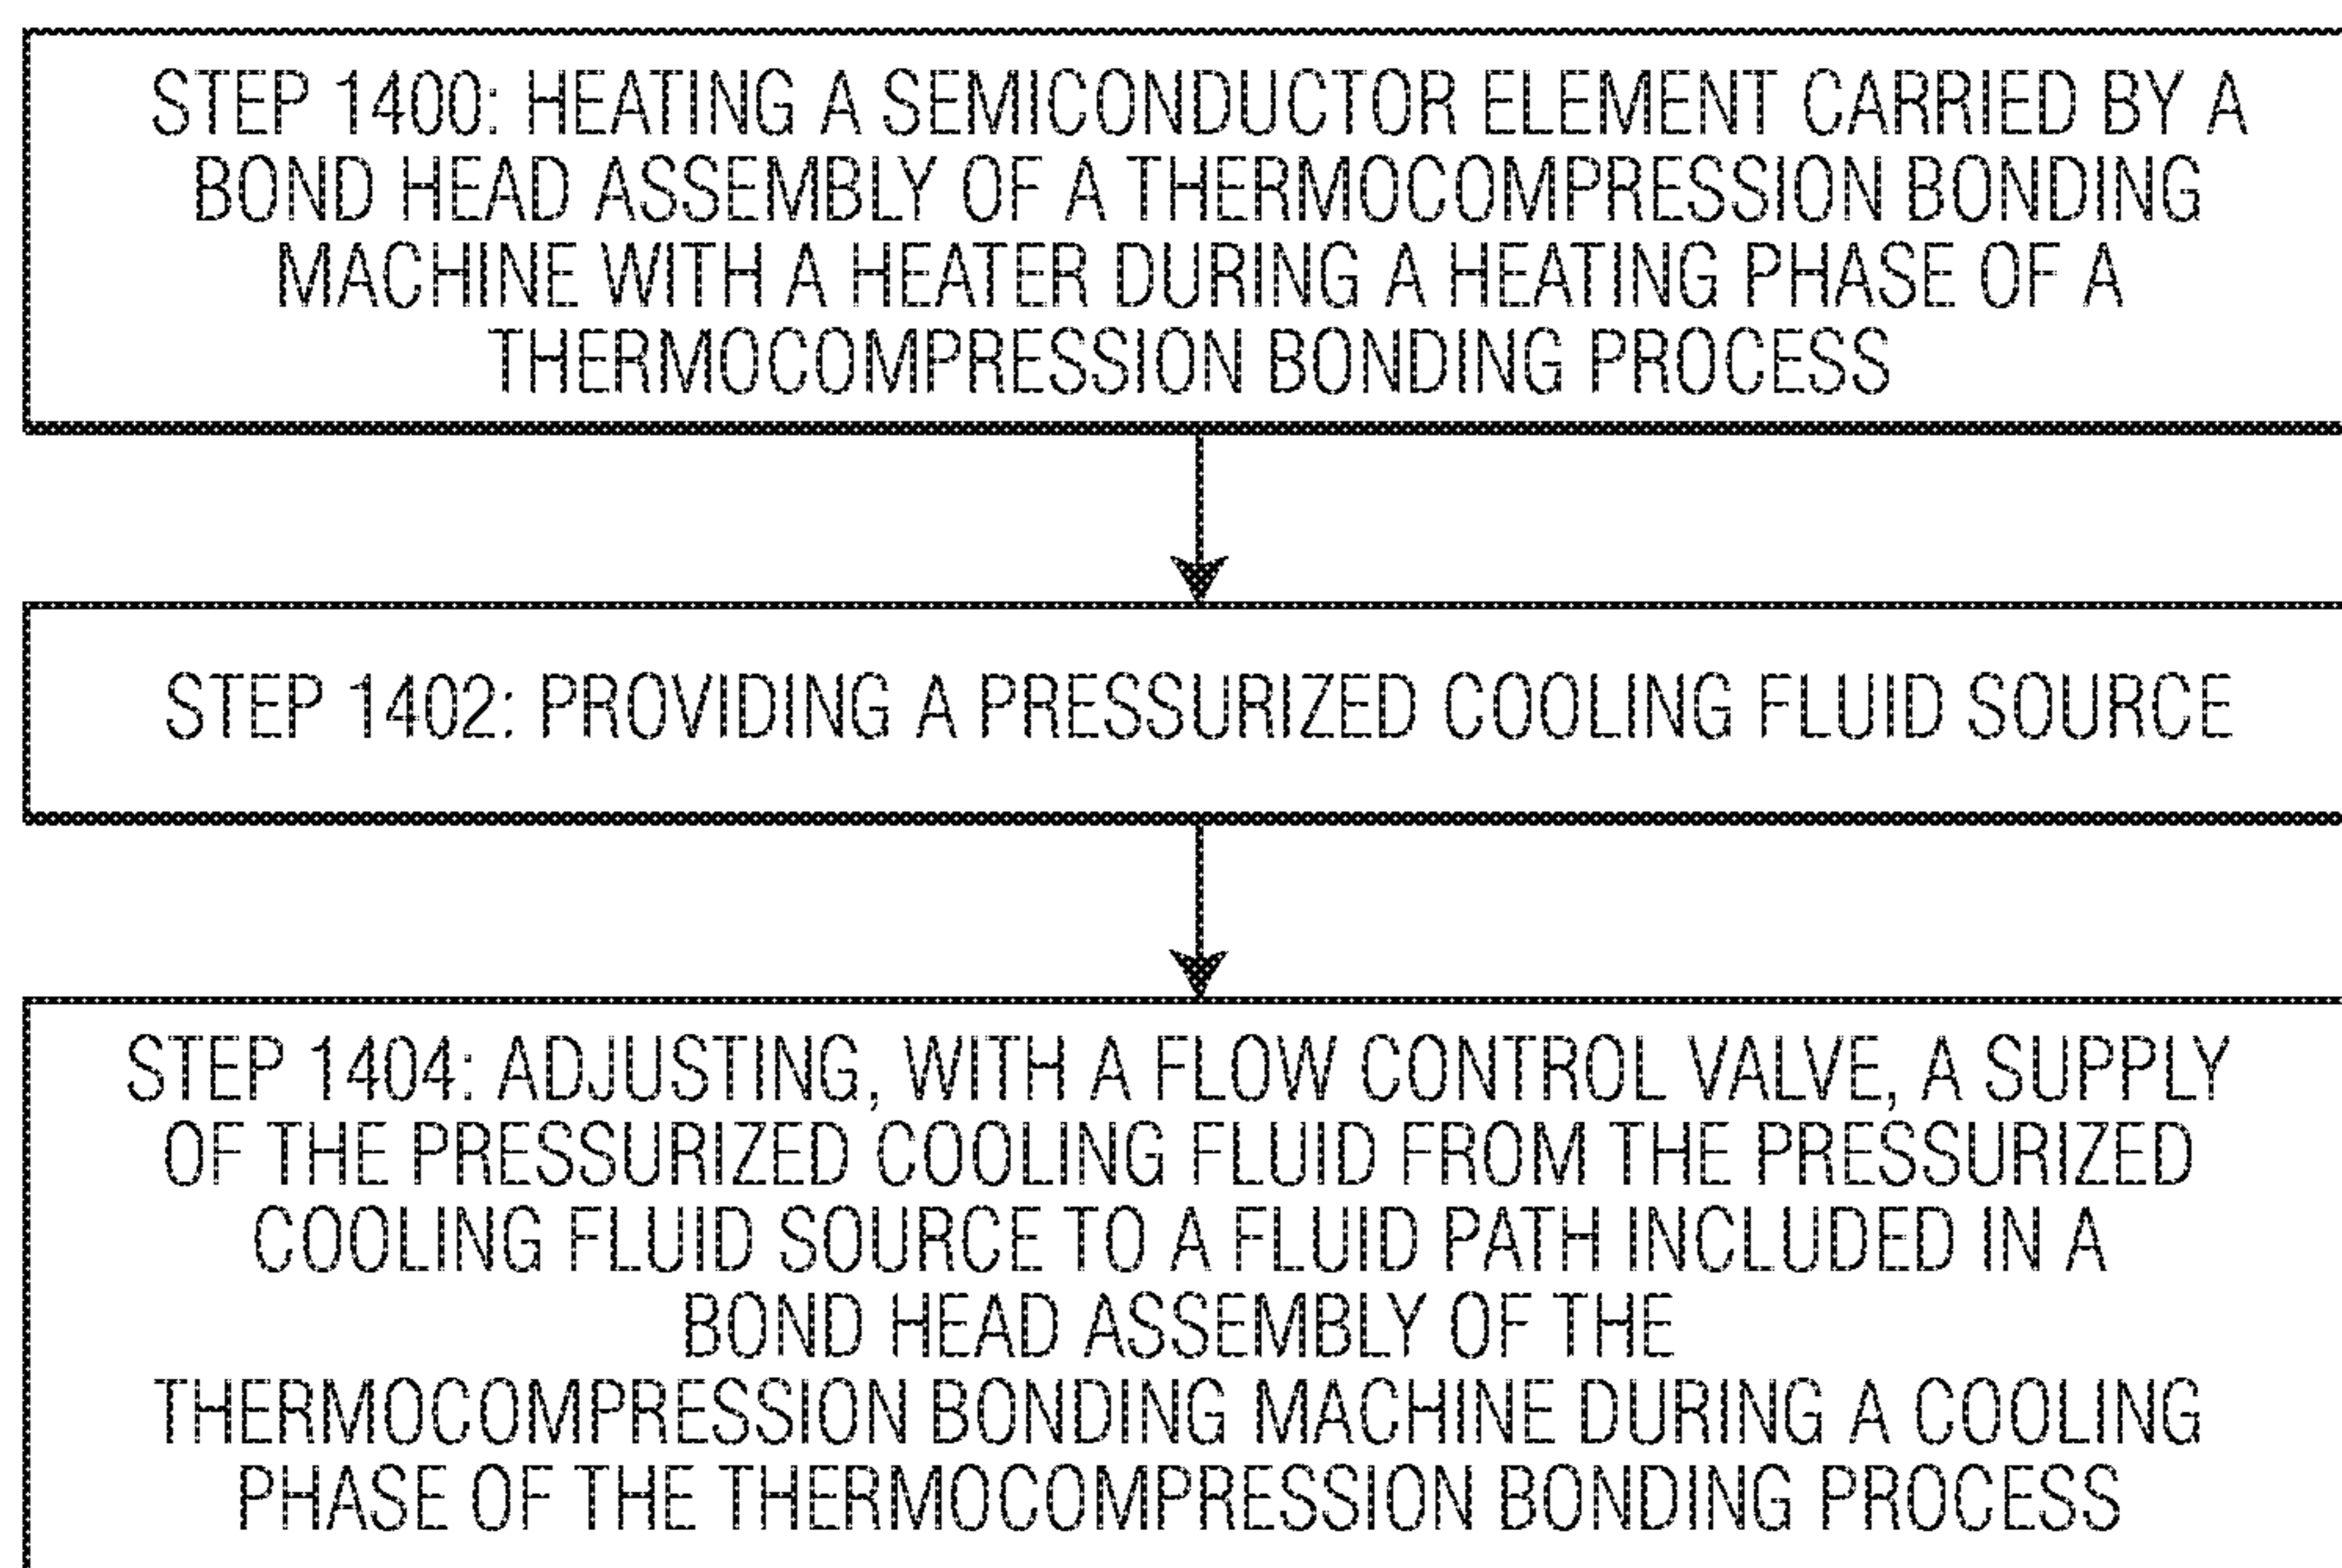 STEP 1400: HEATING A SEMICONDUCTOR ELEMENT CARRIED BY A
BOND HEAD ASSEMBLY OF A THERMOCOMPRESSION BONDING
MACHINE WITH A HEATER DURING A HEATING PHASE OF A
THERMOCOMPRESSION BONDING PROCESS
STEP 1402: PROVIDING A PRESSURIZED COOLING FLUID SOURCE
STEP 1404: ADJUSTING, WITH A FLOW CONTROL VALVE, A SUPPLY
OF THE PRESSURIZED COOLING FLUID FROM THE PRESSURIZED
COOLING FLUID SOURCE TO A FLUID PATH INCLUDED IN A
BOND HEAD ASSEMBLY OF THE
THERMOCOMPRESSION BONDING MACHINE DURING A COOLING
PHASE OF THE THERMOCOMPRESSION BONDING PROCESS